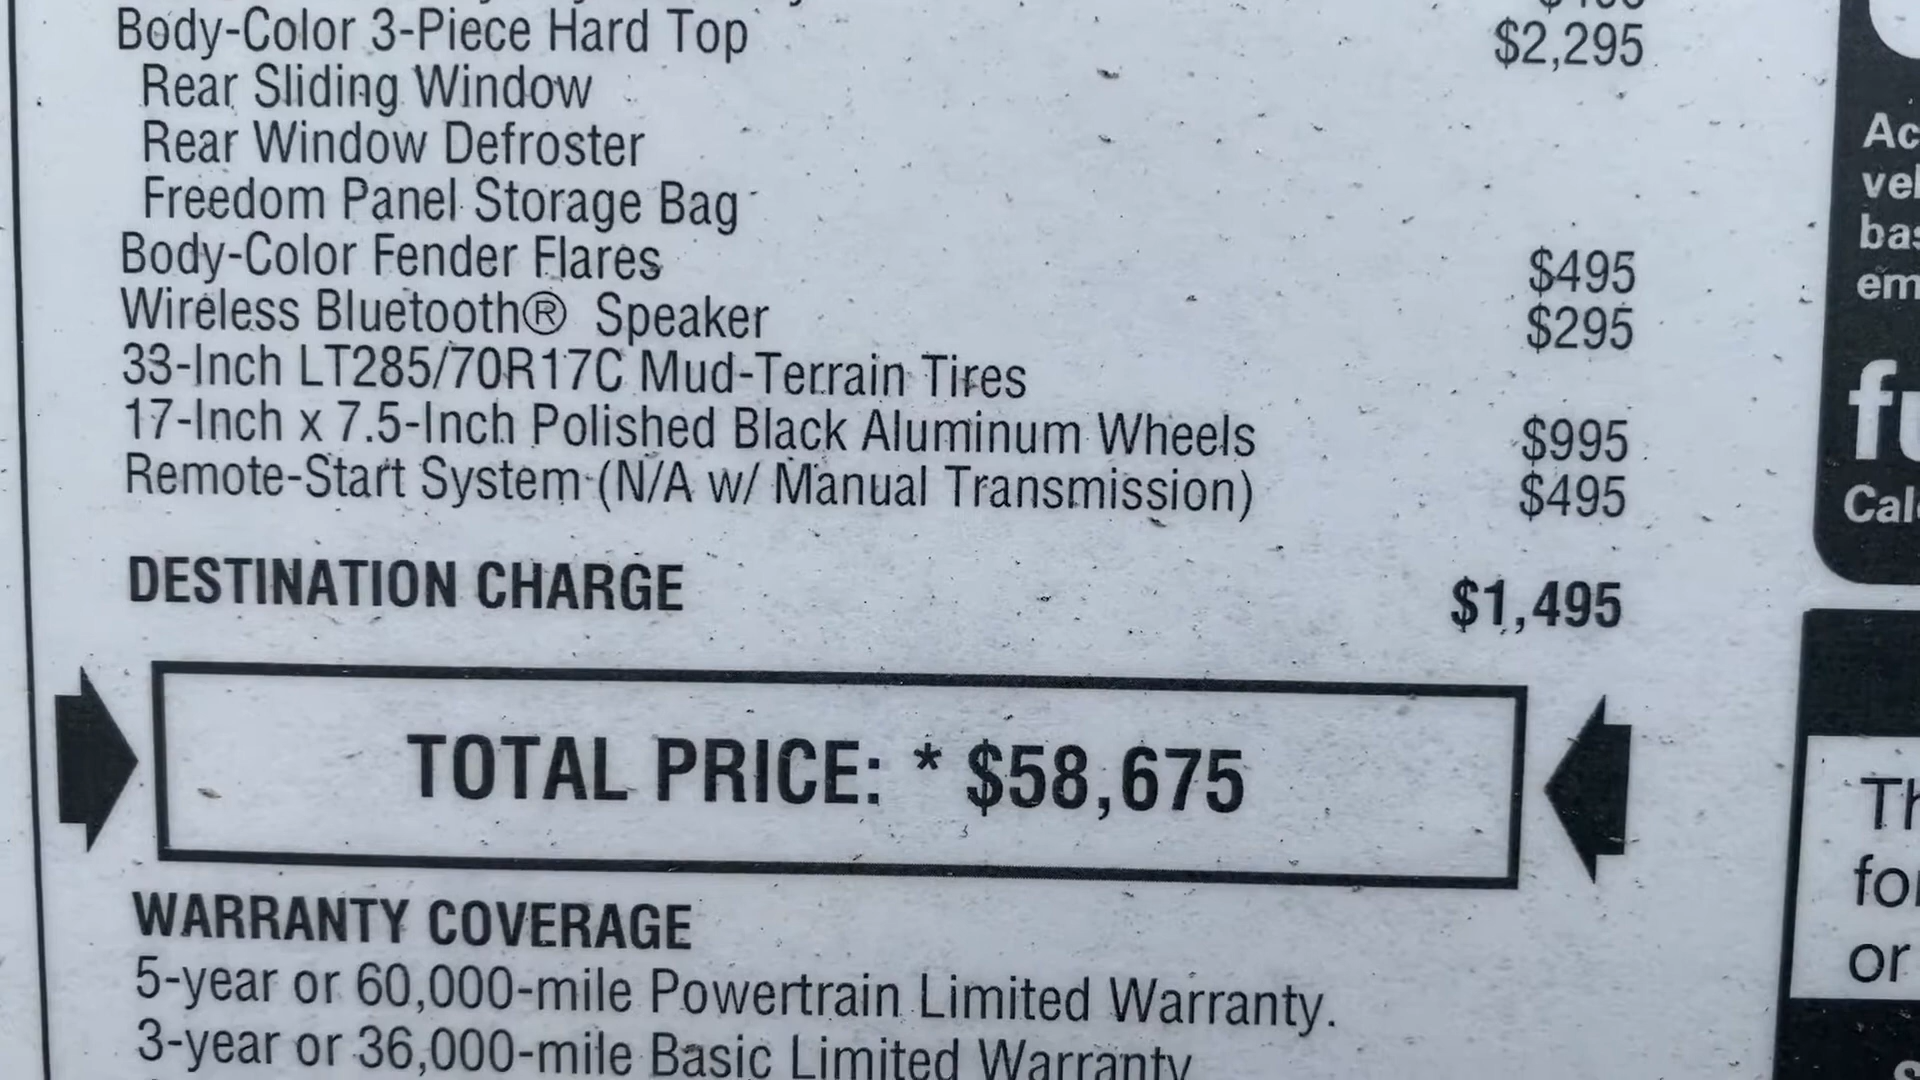 Body-Color 3-Piece Hard Top $2,295
Rear Sliding Window
Rear Window Defroster
Freedom Panel Storage Bag
Body-Color Fender Flares $495
Wireless Bluetooth® Speaker $295
33-Inch LT285/70R17C Mud-Terrain Tires
17-Inch x 7.5-Inch Polished Black Aluminum Wheels $995
Remote-Start System (N/A w/ Manual Transmission) $495
DESTINATION CHARGE $1,495
TOTAL PRICE: * $58,675
WARRANTY COVERAGE
5-year or 60,000-mile Powertrain Limited Warranty.
3-year or 36,000-mile Basic Limited Warranty
for
or